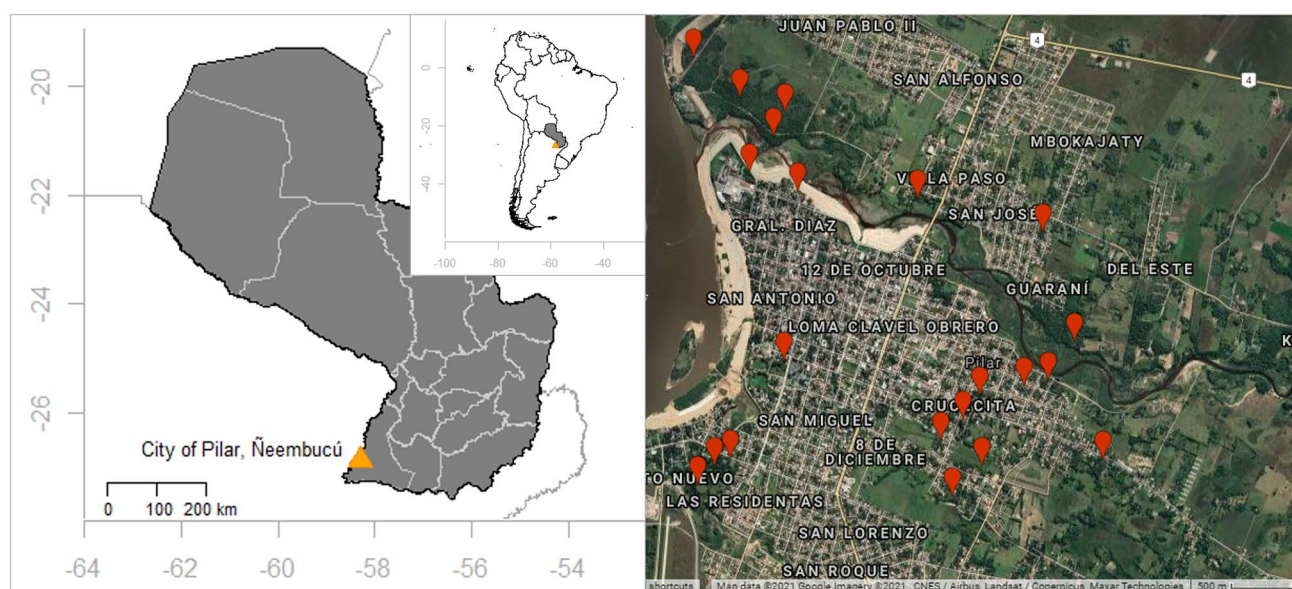 -20
-22
-24
-26
-64
-62
-60
-58
-56
-54
City of Pilar, Ñeembucú
0 100 200 km
0
-20
-40
-100
-80
-60
-40
JUAN PABLO II
4
4
SAN ALFONSO
MBOKAJATY
VILLA PASO
SAN JOSÉ
GRAL. DIAZ
12 DE OCTUBRE
DEL ESTE
GUARANÍ
SAN ANTONIO
LOMA CLAVEL OBRERO
K
Pilar
CRUCECITA
SAN MIGUEL
8 DE
DICIEMBRE
TO NUEVO
LAS RESIDENTAS
SAN LORENZO
SAN ROQUE
shortcuts
Map data ©2021 Google Imagery ©2021 , CNES / Airbus, Landsat / Copernicus, Maxar Technologies
500 m